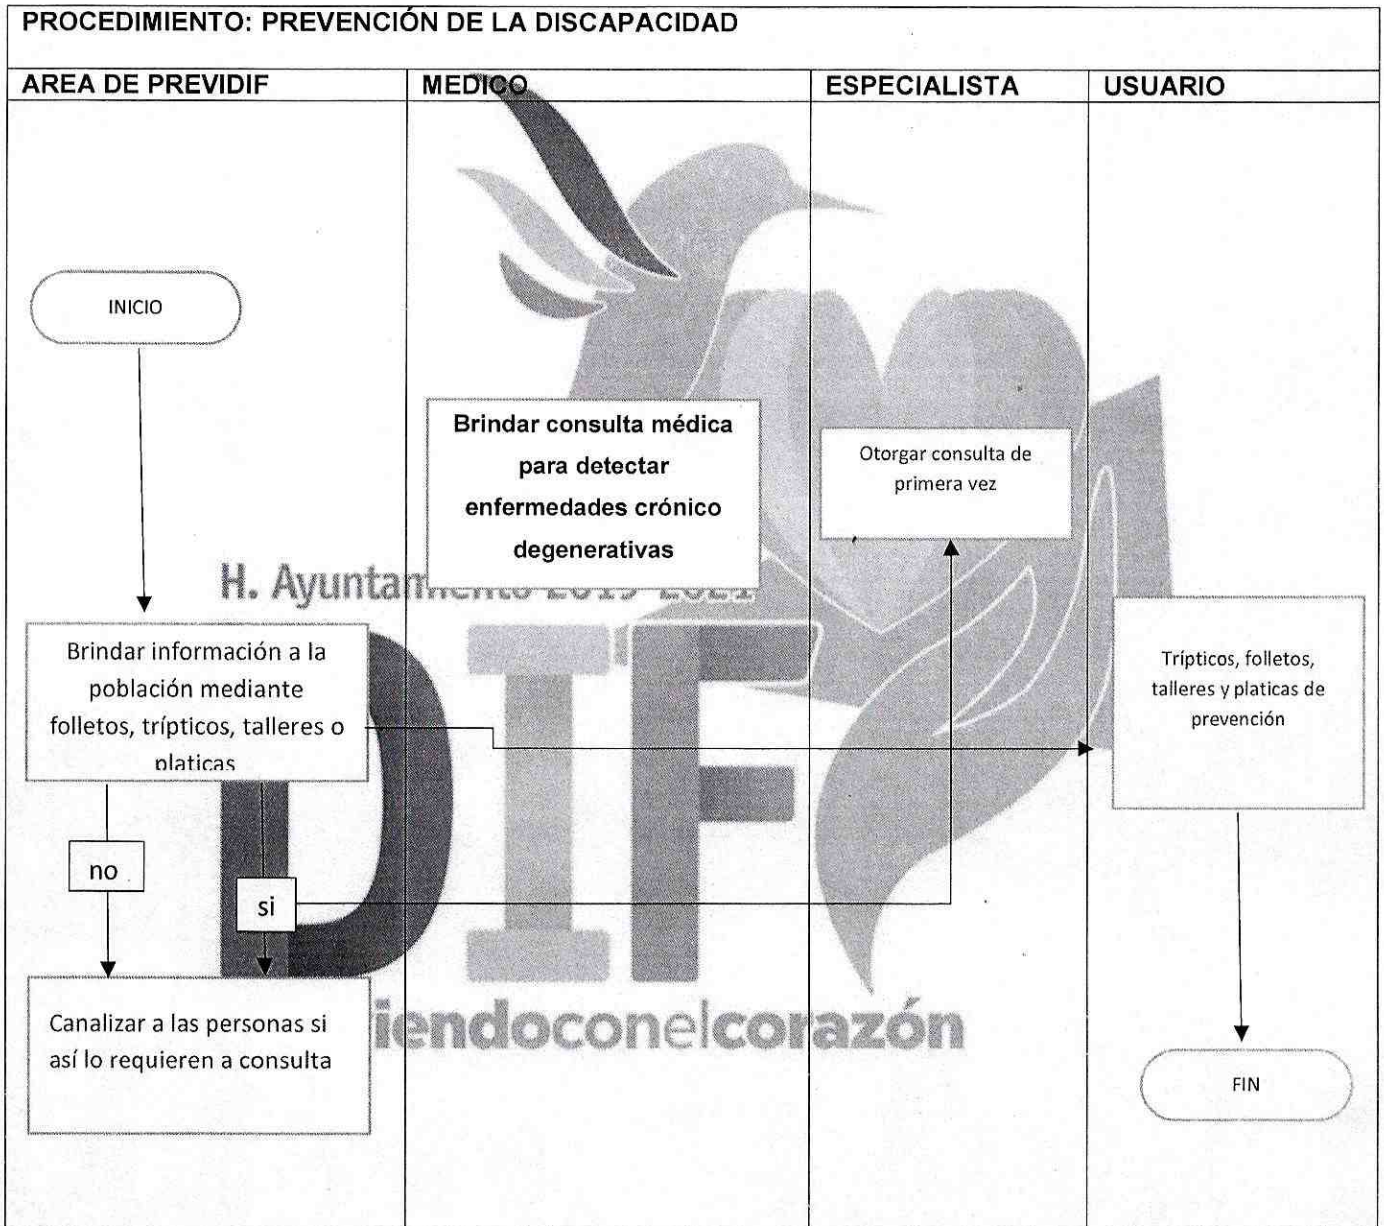 PROCEDIMIENTO: PREVENCIÓN DE LA DISCAPACIDAD
AREA DE PREVIDIF
MEDICO
ESPECIALISTA
USUARIO
INICIO
Brindar consulta médica
para detectar
enfermedades crónico
degenerativas
Otorgar consulta de
primera vez
H. Ayuntamiento 2019-2021
DIF
Brindar información a la
población mediante
folletos, trípticos, talleres o
platicas
Trípticos, folletos,
talleres y platicas de
prevención
no
si
Canalizar a las personas si
así lo requieren a consulta
iendoconelcorazón
FIN